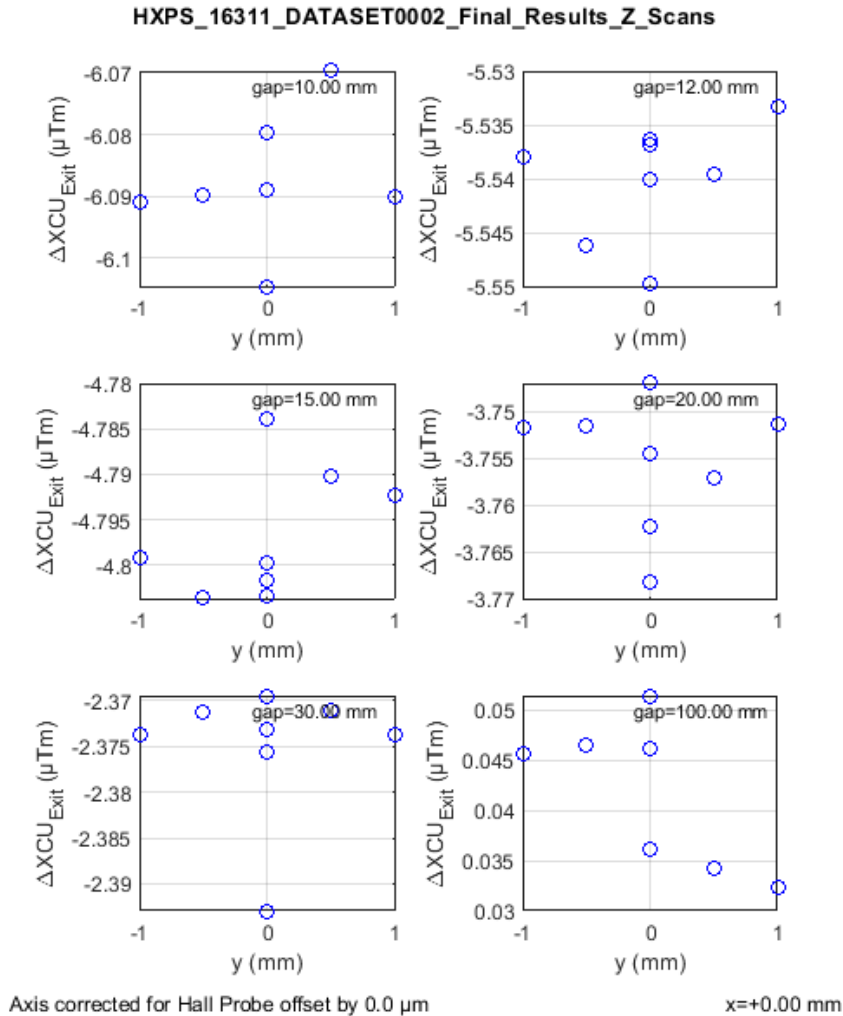 HXPS_16311_DATASET0002_Final_Results_Z_Scans
gap=10.00 mm
-6.07
-6.08
-6.09
-6.1
ΔXCU_Exit (µTm)
-1
0
1
y (mm)
gap=12.00 mm
-5.53
-5.535
-5.54
-5.545
-5.55
ΔXCU_Exit (µTm)
-1
0
1
y (mm)
gap=15.00 mm
-4.78
-4.785
-4.79
-4.795
-4.8
ΔXCU_Exit (µTm)
-1
0
1
y (mm)
gap=20.00 mm
-3.75
-3.755
-3.76
-3.765
-3.77
ΔXCU_Exit (µTm)
-1
0
1
y (mm)
gap=30.00 mm
-2.37
-2.375
-2.38
-2.385
-2.39
ΔXCU_Exit (µTm)
-1
0
1
y (mm)
gap=100.00 mm
0.05
0.045
0.04
0.035
0.03
ΔXCU_Exit (µTm)
-1
0
1
y (mm)
Axis corrected for Hall Probe offset by 0.0 µm
x=+0.00 mm